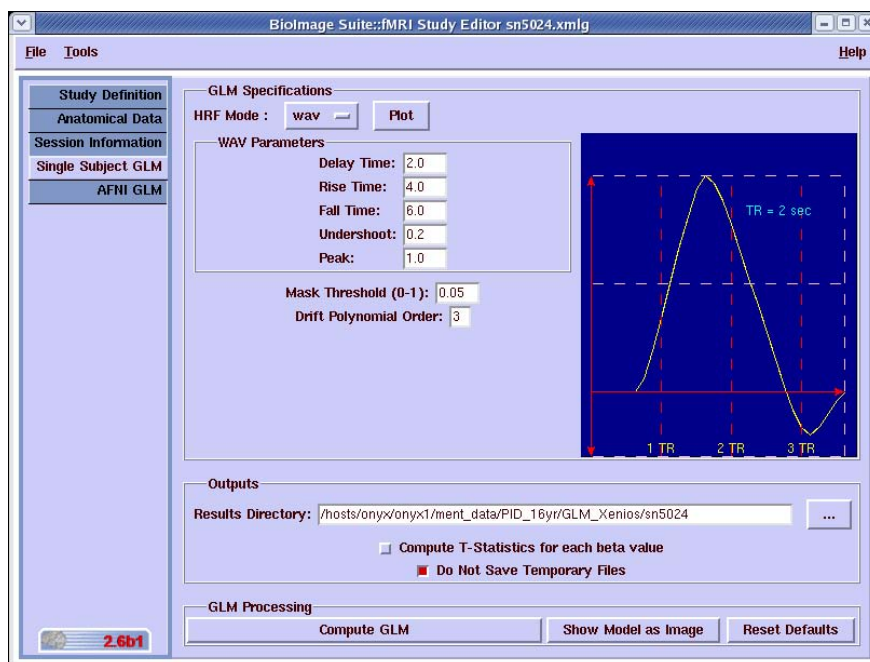 BioImage Suite::fMRI Study Editor sn5024.xmlg
File Tools Help
Study Definition
Anatomical Data
Session Information
Single Subject GLM
AFNI GLM
GLM Specifications
HRF Mode : wav Plot
WAV Parameters
Delay Time: 2.0
Rise Time: 4.0
Fall Time: 6.0
Undershoot: 0.2
Peak: 1.0
Mask Threshold (0-1): 0.05
Drift Polynomial Order: 3
TR = 2 sec
1 TR 2 TR 3 TR
Outputs
Results Directory: /hosts/onyx/onyx1/ment_data/PID_16yr/GLM_Xenios/sn5024 ...
Compute T-Statistics for each beta value
Do Not Save Temporary Files
GLM Processing
Compute GLM Show Model as Image Reset Defaults
2.6b1